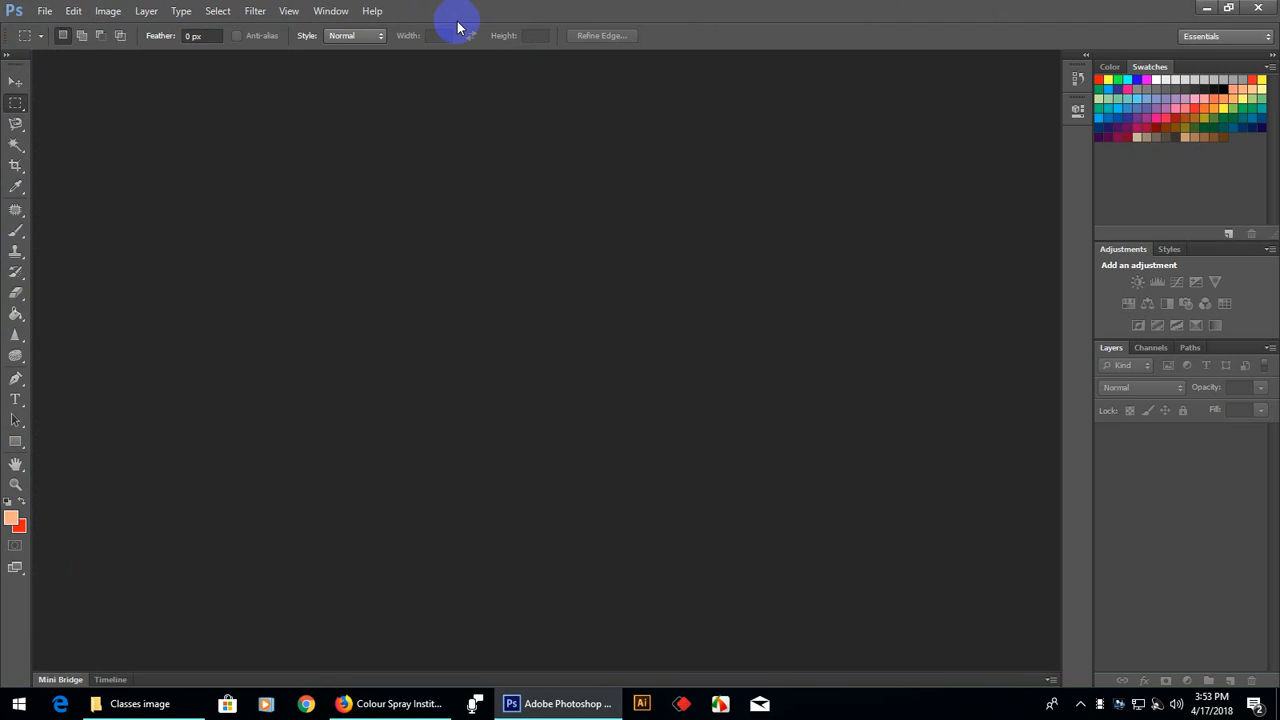 Ps File Edit Image Layer Type Select Filter View Window Help
Feather: 0 px Anti-alias Style: Normal Width: Height: Refine Edge... Essentials
Color Swatches
Adjustments Styles
Add an adjustment
Layers Channels Paths
Kind
Normal Opacity:
Lock: Fill:
Mini Bridge Timeline
Classes image Colour Spray Instit... Ps Adobe Photoshop ... Ai
3:53 PM
4/17/2018
2